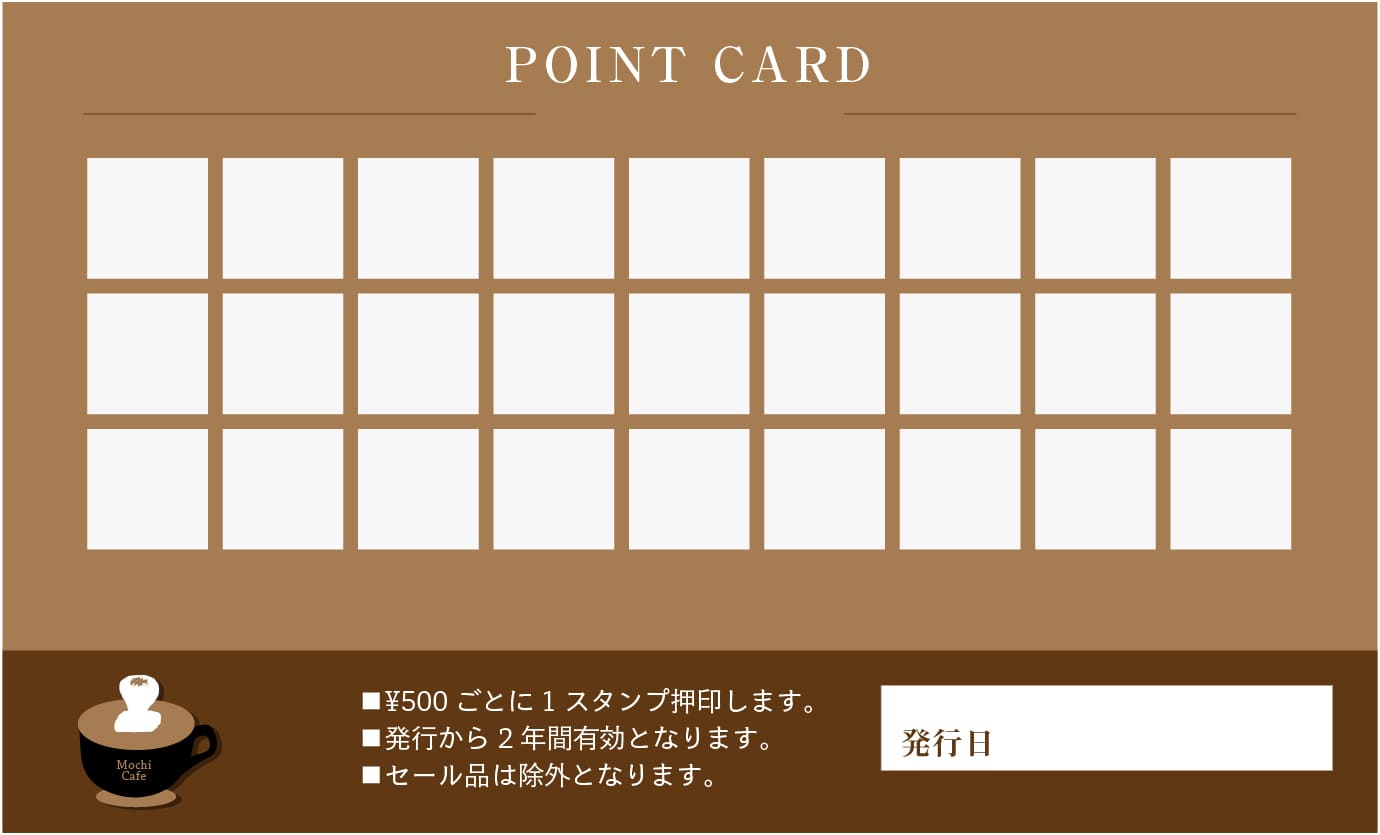 POINT CARD
■¥500 ごとに 1 スタンプ押印します。
■発行から 2 年間有効となります。
■セール品は除外となります。
発行日
Mochi
Cafe